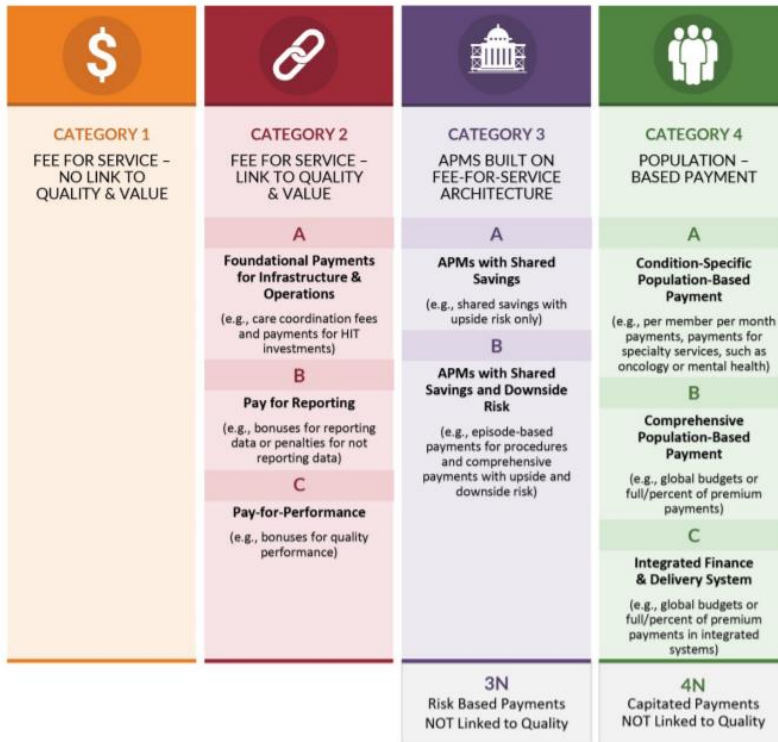 $
CATEGORY 1
FEE FOR SERVICE –
NO LINK TO
QUALITY & VALUE
CATEGORY 2
FEE FOR SERVICE –
LINK TO QUALITY
& VALUE
A
Foundational Payments
for Infrastructure &
Operations
(e.g., care coordination fees
and payments for HIT
investments)
B
Pay for Reporting
(e.g., bonuses for reporting
data or penalties for not
reporting data)
C
Pay-for-Performance
(e.g., bonuses for quality
performance)
CATEGORY 3
APMS BUILT ON
FEE-FOR-SERVICE
ARCHITECTURE
A
APMs with Shared
Savings
(e.g., shared savings with
upside risk only)
B
APMs with Shared
Savings and Downside
Risk
(e.g., episode-based
payments for procedures
and comprehensive
payments with upside and
downside risk)
3N
Risk Based Payments
NOT Linked to Quality
CATEGORY 4
POPULATION –
BASED PAYMENT
A
Condition-Specific
Population-Based
Payment
(e.g., per member per month
payments, payments for
specialty services, such as
oncology or mental health)
B
Comprehensive
Population-Based
Payment
(e.g., global budgets or
full/percent of premium
payments)
C
Integrated Finance
& Delivery System
(e.g., global budgets or
full/percent of premium
payments in integrated
systems)
4N
Capitated Payments
NOT Linked to Quality